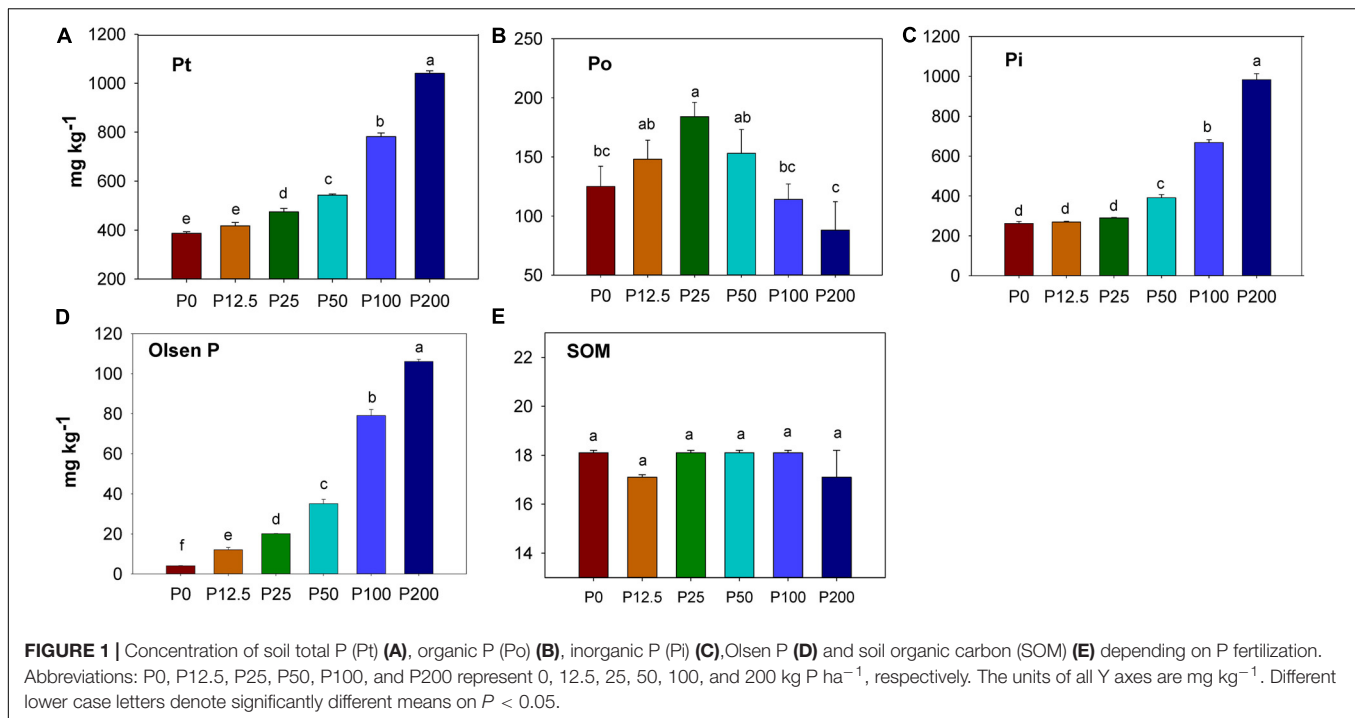 A
Pt
mg kg⁻¹
1200
1000
800
600
400
200
e
e
d
c
b
a
P0 P12.5 P25 P50 P100 P200
B
Po
250
200
150
100
50
bc
ab
a
ab
bc
c
P0 P12.5 P25 P50 P100 P200
C
Pi
1200
1000
800
600
400
200
0
d
d
d
c
b
a
P0 P12.5 P25 P50 P100 P200
D
Olsen P
mg kg⁻¹
120
100
80
60
40
20
0
f
e
d
c
b
a
P0 P12.5 P25 P50 P100 P200
E
SOM
22
20
18
16
14
a
a
a
a
a
a
P0 P12.5 P25 P50 P100 P200
FIGURE 1 | Concentration of soil total P (Pt) (A), organic P (Po) (B), inorganic P (Pi) (C),Olsen P (D) and soil organic carbon (SOM) (E) depending on P fertilization.
Abbreviations: P0, P12.5, P25, P50, P100, and P200 represent 0, 12.5, 25, 50, 100, and 200 kg P ha⁻¹, respectively. The units of all Y axes are mg kg⁻¹. Different
lower case letters denote significantly different means on P < 0.05.